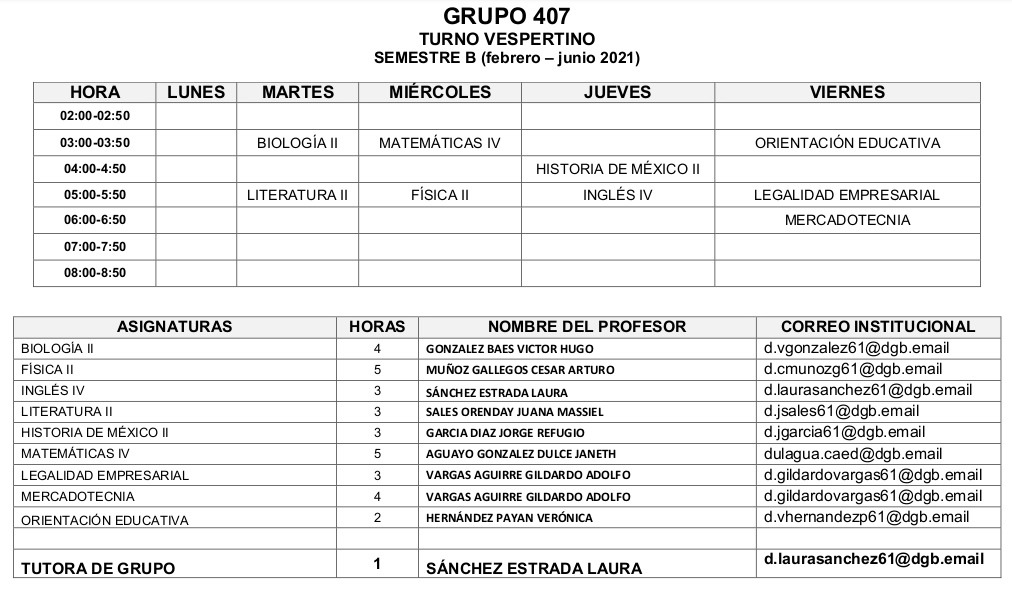 GRUPO 407
TURNO VESPERTINO
SEMESTRE B (febrero – junio 2021)
HORA LUNES MARTES MIÉRCOLES JUEVES VIERNES
02:00-02:50
03:00-03:50 BIOLOGÍA II MATEMÁTICAS IV ORIENTACIÓN EDUCATIVA
04:00-4:50 HISTORIA DE MÉXICO II
05:00-5:50 LITERATURA II FÍSICA II INGLÉS IV LEGALIDAD EMPRESARIAL
06:00-6:50 MERCADOTECNIA
07:00-7:50
08:00-8:50
ASIGNATURAS HORAS NOMBRE DEL PROFESOR CORREO INSTITUCIONAL
BIOLOGÍA II 4 GONZALEZ BAES VICTOR HUGO d.vgonzalez61@dgb.email
FÍSICA II 5 MUÑOZ GALLEGOS CESAR ARTURO d.cmunozg61@dgb.email
INGLÉS IV 3 SÁNCHEZ ESTRADA LAURA d.laurasanchez61@dgb.email
LITERATURA II 3 SALES ORENDAY JUANA MASSIEL d.jsales61@dgb.email
HISTORIA DE MÉXICO II 3 GARCIA DIAZ JORGE REFUGIO d.jgarcia61@dgb.email
MATEMÁTICAS IV 5 AGUAYO GONZALEZ DULCE JANETH dulagua.caed@dgb.email
LEGALIDAD EMPRESARIAL 3 VARGAS AGUIRRE GILDARDO ADOLFO d.gildardovargas61@dgb.email
MERCADOTECNIA 4 VARGAS AGUIRRE GILDARDO ADOLFO d.gildardovargas61@dgb.email
ORIENTACIÓN EDUCATIVA 2 HERNÁNDEZ PAYAN VERÓNICA d.vhernandezp61@dgb.email
TUTORA DE GRUPO 1 SÁNCHEZ ESTRADA LAURA d.laurasanchez61@dgb.email